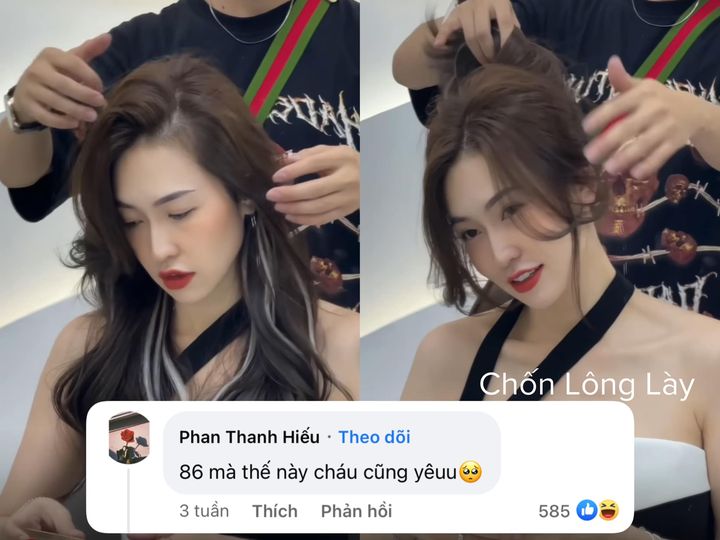 Chốn Lông Lày
Phan Thanh Hiếu · Theo dõi
86 mà thế này cháu cũng yêuu🥺
3 tuần Thích Phản hồi 585